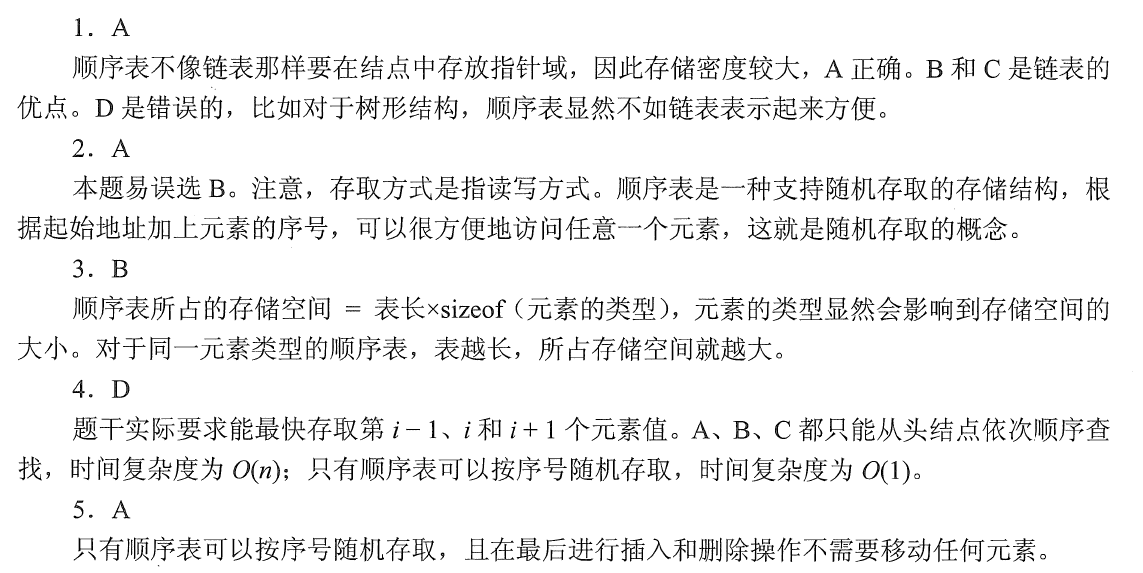 1．A
顺序表不像链表那样要在结点中存放指针域，因此存储密度较大，A 正确。B 和 C 是链表的
优点。D 是错误的，比如对于树形结构，顺序表显然不如链表表示起来方便。
2．A
本题易误选 B。注意，存取方式是指读写方式。顺序表是一种支持随机存取的存储结构，根
据起始地址加上元素的序号，可以很方便地访问任意一个元素，这就是随机存取的概念。
3．B
顺序表所占的存储空间 = 表长×sizeof（元素的类型），元素的类型显然会影响到存储空间的
大小。对于同一元素类型的顺序表，表越长，所占存储空间就越大。
4．D
题干实际要求能最快存取第 i－1、i 和 i + 1 个元素值。A、B、C 都只能从头结点依次顺序查
找，时间复杂度为 O(n)；只有顺序表可以按序号随机存取，时间复杂度为 O(1)。
5．A
只有顺序表可以按序号随机存取，且在最后进行插入和删除操作不需要移动任何元素。